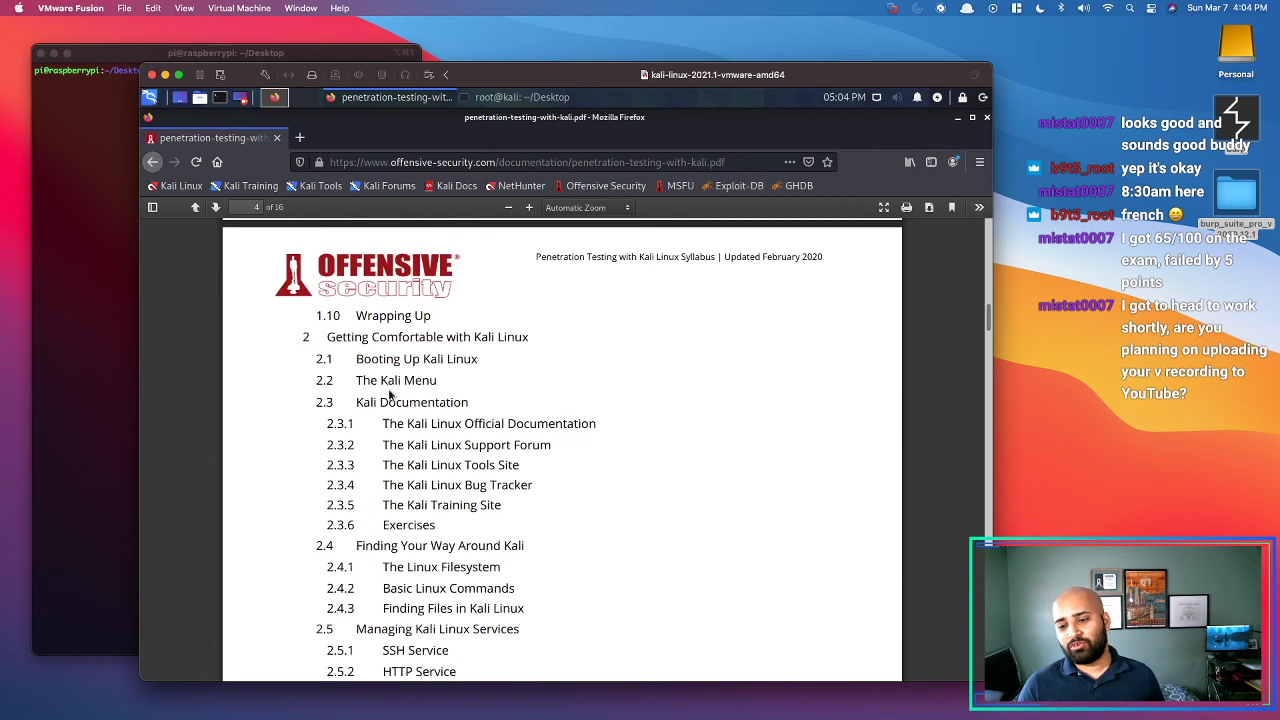 VMware Fusion File Edit View Virtual Machine Window Help Sun Mar 7 4:04 PM
pi@raspberrypi: ~/Desktop ⌥⌘1
pi@raspberrypi:~/Deskto
kali-linux-2021.1-vmware-amd64
penetration-testing-wit... root@kali: ~/Desktop 05:04 PM
penetration-testing-with-kali.pdf - Mozilla Firefox
penetration-testing-with-
https://www.offensive-security.com/documentation/penetration-testing-with-kali.pdf
Kali Linux Kali Training Kali Tools Kali Forums Kali Docs NetHunter Offensive Security MSFU Exploit-DB GHDB
4 of 16 Automatic Zoom
OFFENSIVE
security
Penetration Testing with Kali Linux Syllabus | Updated February 2020
1.10 Wrapping Up
2 Getting Comfortable with Kali Linux
2.1 Booting Up Kali Linux
2.2 The Kali Menu
2.3 Kali Documentation
2.3.1 The Kali Linux Official Documentation
2.3.2 The Kali Linux Support Forum
2.3.3 The Kali Linux Tools Site
2.3.4 The Kali Linux Bug Tracker
2.3.5 The Kali Training Site
2.3.6 Exercises
2.4 Finding Your Way Around Kali
2.4.1 The Linux Filesystem
2.4.2 Basic Linux Commands
2.4.3 Finding Files in Kali Linux
2.5 Managing Kali Linux Services
2.5.1 SSH Service
2.5.2 HTTP Service
Personal
burp_suite_pro_v
mistat0007 looks good and
sounds good buddy
b9t5_root yep it's okay
mistat0007 8:30am here
b9t5_root french 😊
mistat0007 I got 65/100 on the
exam, failed by 5
points
mistat0007 I got to head to work
shortly, are you
planning on uploading
your v recording to
YouTube?